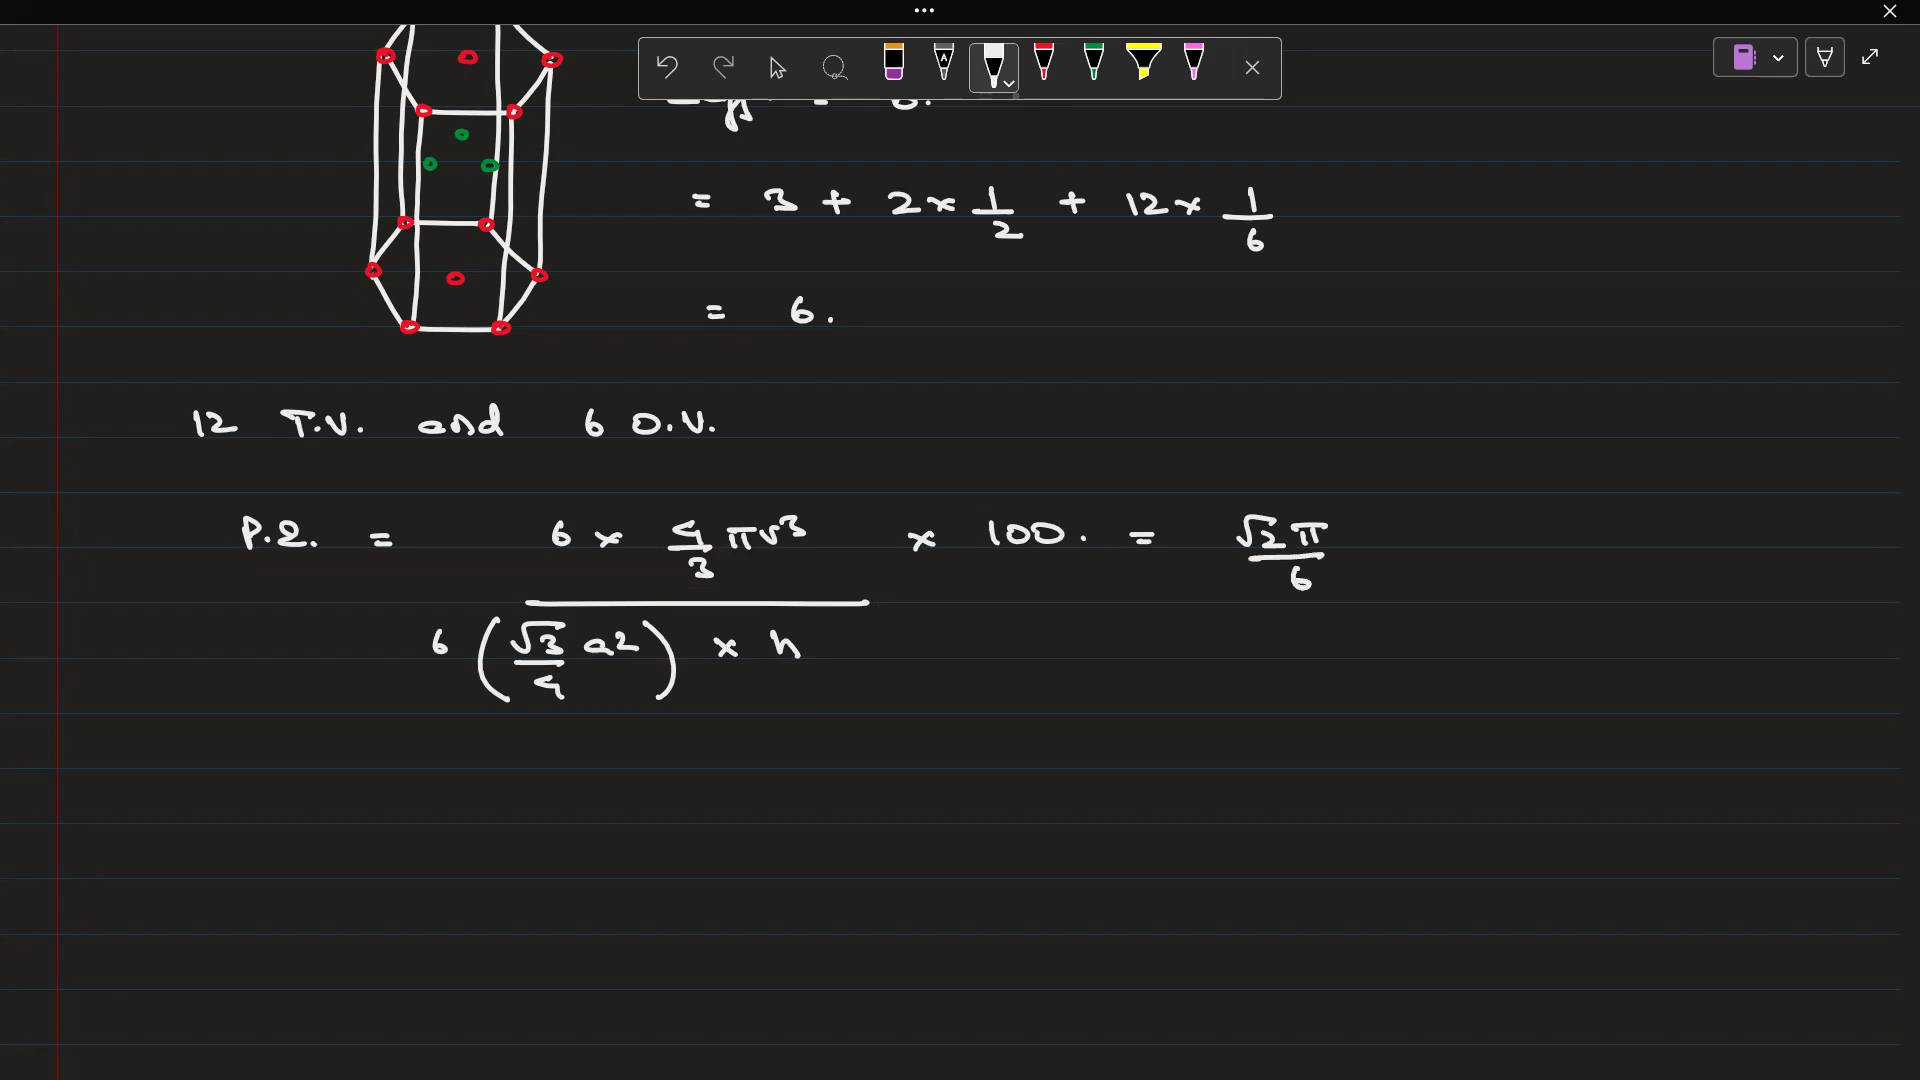 = 6.
= 3 + 2 × 1/2 + 12 × 1/6
= 6.
12 T.V. and 6 O.V.
P.E. = 6 × 4/3 πr³ / 6 (√3/4 a2) × h × 100. = √2π/6